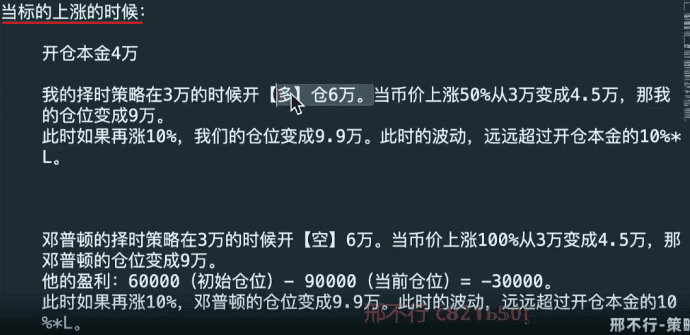 当标的上涨的时候:
开仓本金4万
我的择时策略在3万的时候开【多】仓6万。当币价上涨50%从3万变成4.5万，那我
的仓位变成9万。
此时如果再涨10%，我们的仓位变成9.9万。此时的波动，远远超过开仓本金的10%*
L。
邓普顿的择时策略在3万的时候开【空】6万。当币价上涨100%从3万变成4.5万，那
邓普顿的仓位变成9万。
他的盈利：60000（初始仓位）- 90000（当前仓位）= -30000。
此时如果再涨10%，邓普顿的仓位变成9.9万。此时的波动，远远超过开仓本金的10
%*L。
邢不行-策略